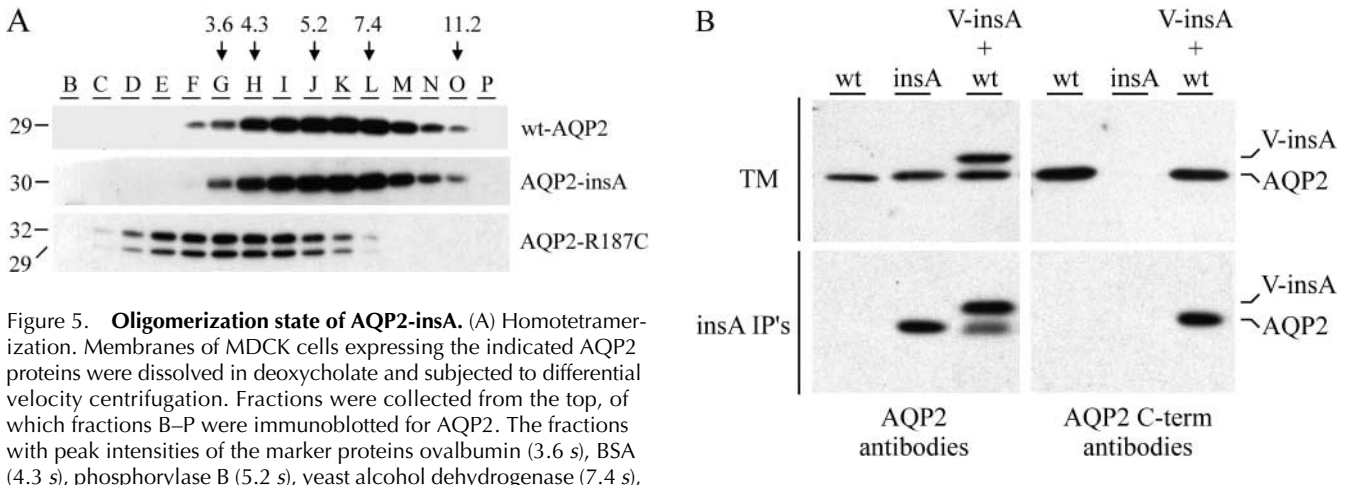 A
3.6 4.3 5.2 7.4 11.2
B C D E F G H I J K L M N O P
29 wt-AQP2
30 AQP2-insA
32
29 AQP2-R187C
Figure 5. Oligomerization state of AQP2-insA. (A) Homotetramer-
ization. Membranes of MDCK cells expressing the indicated AQP2
proteins were dissolved in deoxycholate and subjected to differential
velocity centrifugation. Fractions were collected from the top, of
which fractions B–P were immunoblotted for AQP2. The fractions
with peak intensities of the marker proteins ovalbumin (3.6 s), BSA
(4.3 s), phosphorylase B (5.2 s), yeast alcohol dehydrogenase (7.4 s),
B
V-insA V-insA
+ +
wt insA wt wt insA wt
TM
V-insA
AQP2
insA IP's
V-insA
AQP2
AQP2 AQP2 C-term
antibodies antibodies